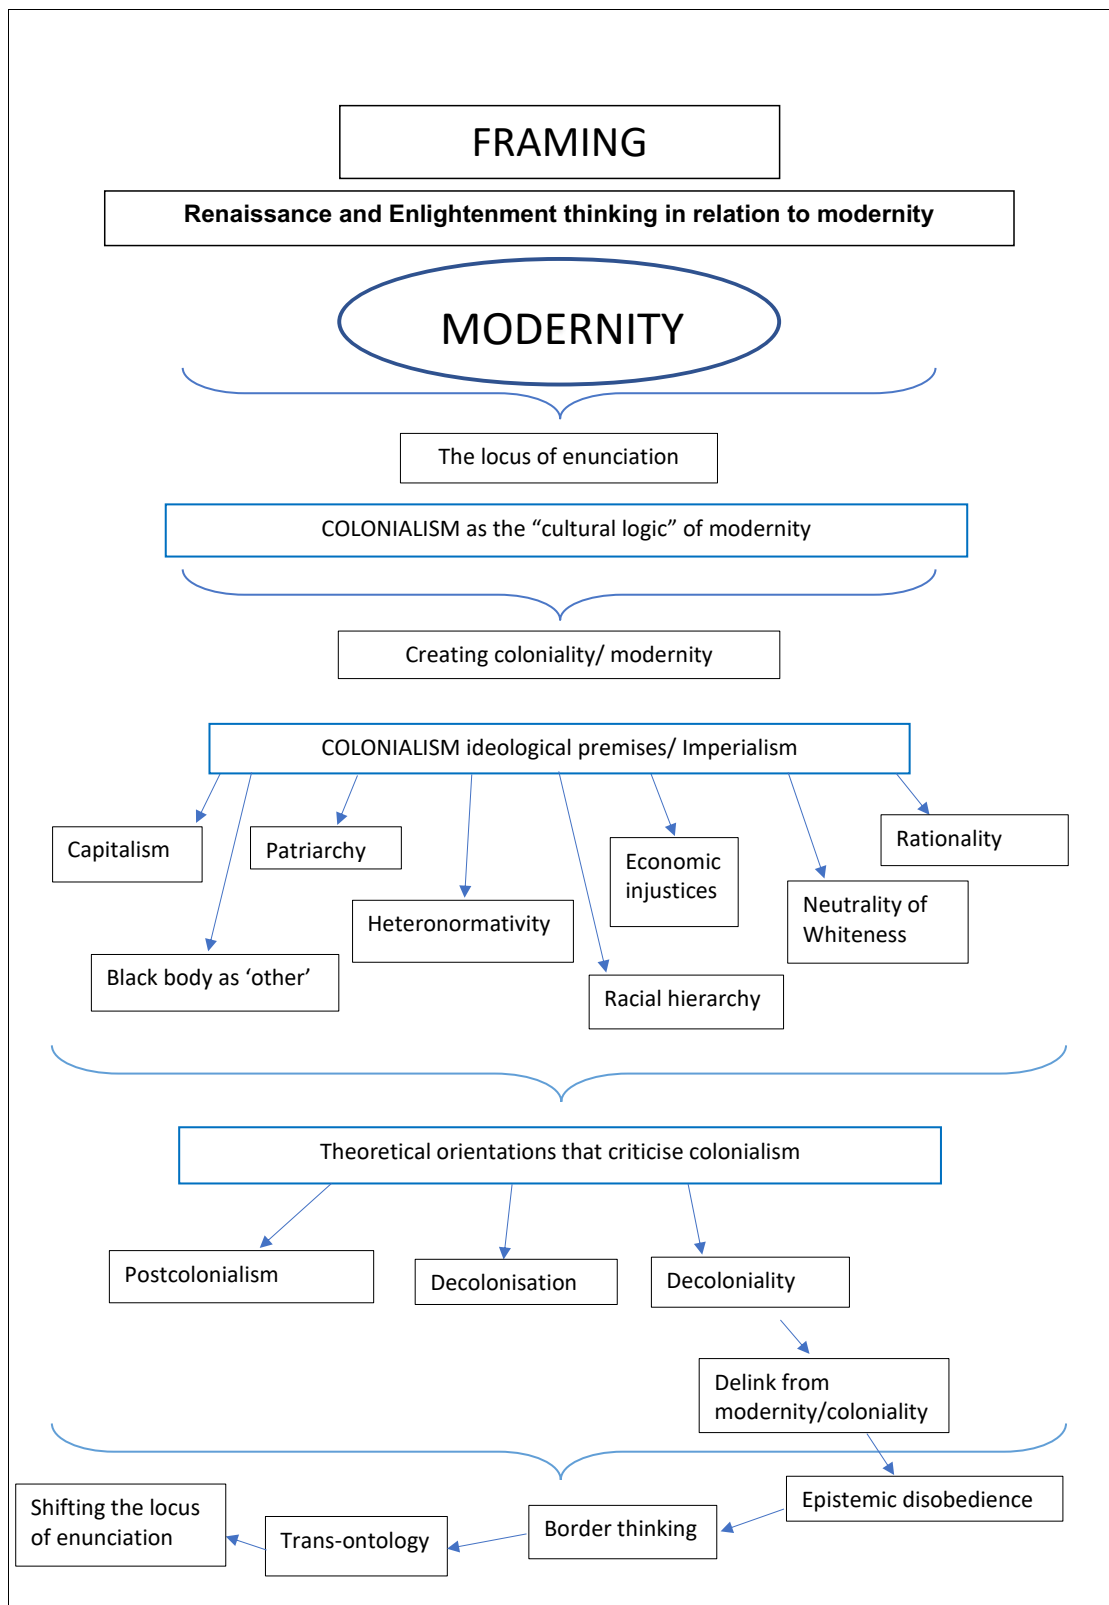 FRAMING
Renaissance and Enlightenment thinking in relation to modernity
MODERNITY
The locus of enunciation
COLONIALISM as the “cultural logic” of modernity
Creating coloniality/ modernity
COLONIALISM ideological premises/ Imperialism
Capitalism
Patriarchy
Economic
injustices
Rationality
Heteronormativity
Neutrality of
Whiteness
Black body as ‘other’
Racial hierarchy
Theoretical orientations that criticise colonialism
Postcolonialism
Decolonisation
Decoloniality
Delink from
modernity/coloniality
Epistemic disobedience
Border thinking
Trans-ontology
Shifting the locus
of enunciation